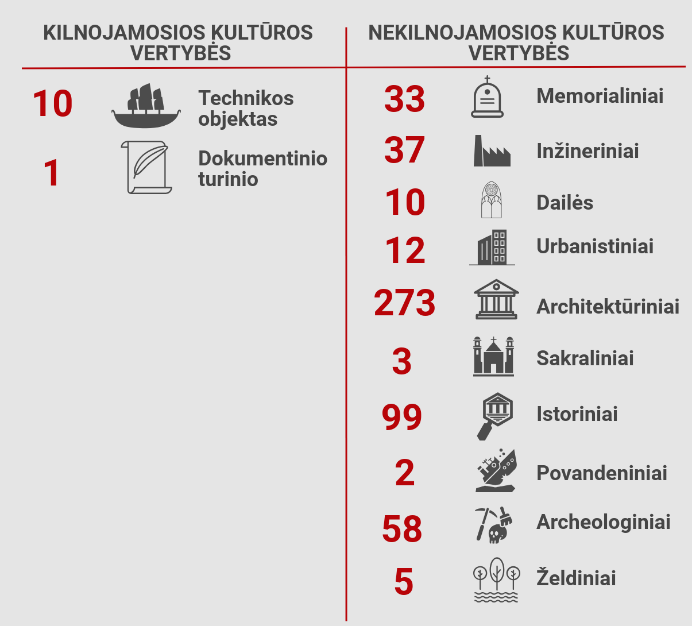 KILNOJAMOSIOS KULTŪROS
VERTYBĖS
10
Technikos
objektas
1
Dokumentinio
turinio
NEKILNOJAMOSIOS KULTŪROS
VERTYBĖS
33
Memorialiniai
37
Inžineriniai
10
Dailės
12
Urbanistiniai
273
Architektūriniai
3
Sakraliniai
99
Istoriniai
2
Povandeniniai
58
Archeologiniai
5
Želdiniai